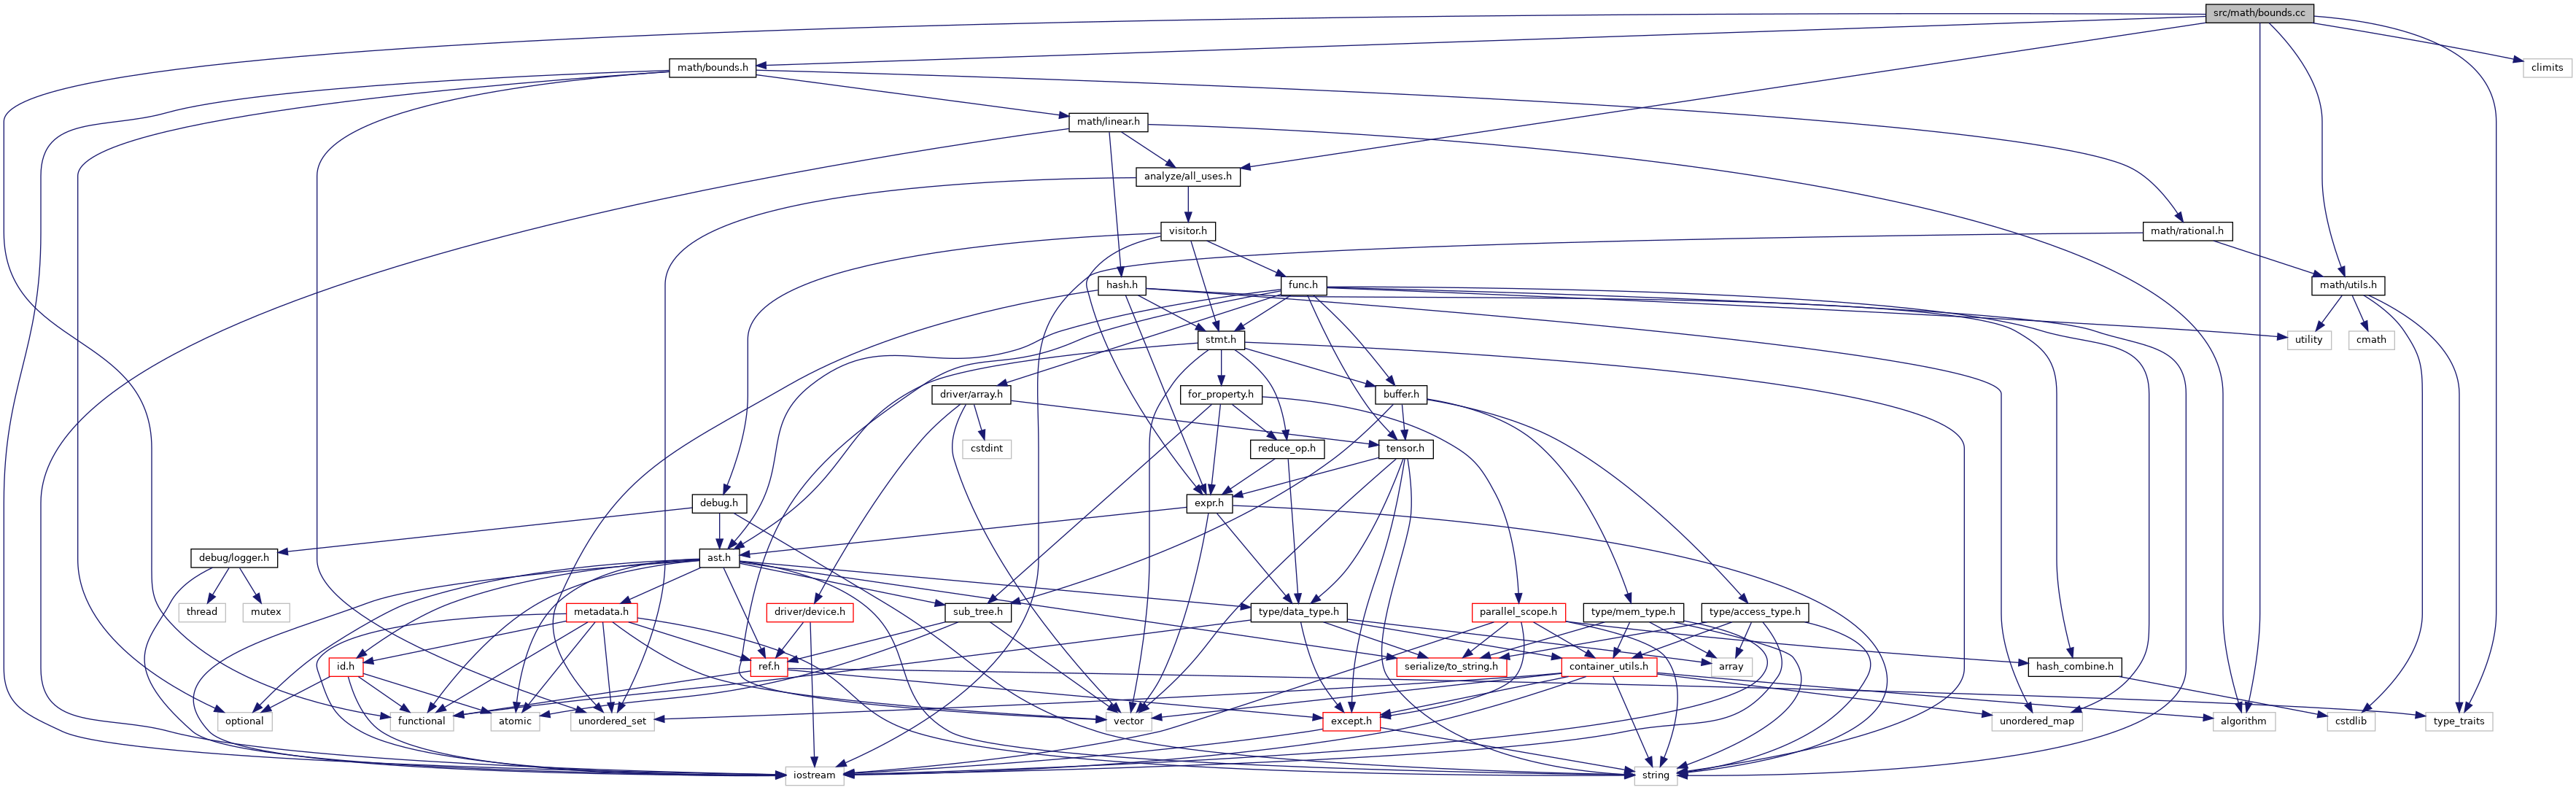 src/math/bounds.cc
math/bounds.h
climits
math/linear.h
analyze/all_uses.h
visitor.h
math/rational.h
hash.h
func.h
math/utils.h
stmt.h
utility
cmath
driver/array.h
for_property.h
buffer.h
cstdint
reduce_op.h
tensor.h
debug.h
expr.h
debug/logger.h
ast.h
thread
mutex
metadata.h
driver/device.h
sub_tree.h
type/data_type.h
parallel_scope.h
type/mem_type.h
type/access_type.h
id.h
ref.h
serialize/to_string.h
container_utils.h
array
hash_combine.h
optional
functional
atomic
unordered_set
vector
except.h
unordered_map
algorithm
cstdlib
type_traits
iostream
string